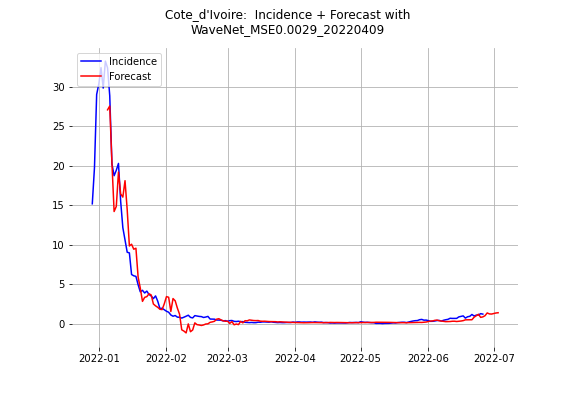 Cote_d'Ivoire:  Incidence + Forecast with
WaveNet_MSE0.0029_20220409
Incidence
Forecast
30
25
20
15
10
5
0
2022-01 2022-02 2022-03 2022-04 2022-05 2022-06 2022-07